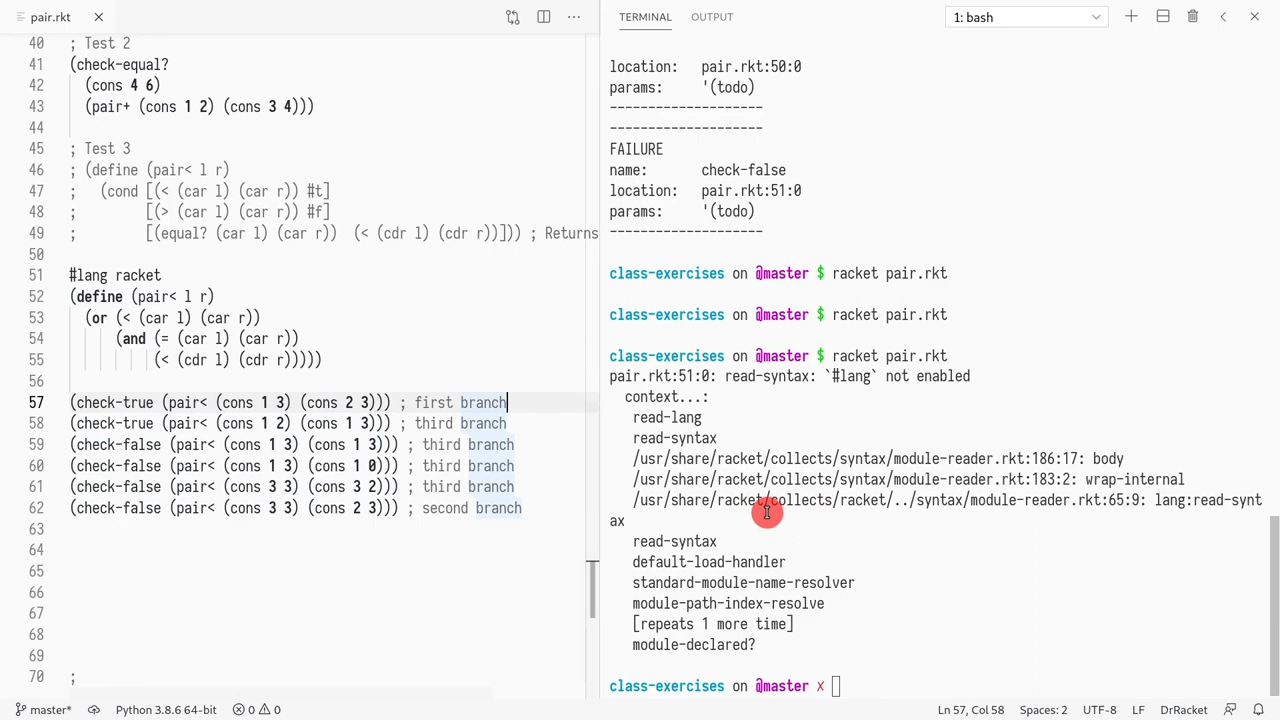 pair.rkt
TERMINAL OUTPUT 1: bash
40 ; Test 2
41 (check-equal?
42 (cons 4 6)
43 (pair+ (cons 1 2) (cons 3 4)))
44
45 ; Test 3
46 ; (define (pair< l r)
47 ;   (cond [(< (car l) (car r)) #t]
48 ;         [(> (car l) (car r)) #f]
49 ;         [(equal? (car l) (car r))  (< (cdl l) (cdr r))])) ; Returns
50
51 #lang racket
52 (define (pair< l r)
53 (or (< (car l) (car r))
54 (and (= (car l) (car r))
55 (< (cdr l) (cdr r)))))
56
57 (check-true (pair< (cons 1 3) (cons 2 3))) ; first branch
58 (check-true (pair< (cons 1 2) (cons 1 3))) ; third branch
59 (check-false (pair< (cons 1 3) (cons 1 3))) ; third branch
60 (check-false (pair< (cons 1 3) (cons 1 0))) ; third branch
61 (check-false (pair< (cons 3 3) (cons 3 2))) ; third branch
62 (check-false (pair< (cons 3 3) (cons 2 3))) ; second branch
63
64
65
66
67
68
69
70 ;
location: pair.rkt:50:0
params: '(todo)
--------------------
--------------------
FAILURE
name: check-false
location: pair.rkt:51:0
params: '(todo)
--------------------
class-exercises on @master $ racket pair.rkt
class-exercises on @master $ racket pair.rkt
class-exercises on @master $ racket pair.rkt
pair.rkt:51:0: read-syntax: `#lang` not enabled
context...:
read-lang
read-syntax
/usr/share/racket/collects/syntax/module-reader.rkt:186:17: body
/usr/share/racket/collects/syntax/module-reader.rkt:183:2: wrap-internal
/usr/share/racket/collects/racket/../syntax/module-reader.rkt:65:9: lang:read-synt
ax
read-syntax
default-load-handler
standard-module-name-resolver
module-path-index-resolve
[repeats 1 more time]
module-declared?
class-exercises on @master ✗
master* Python 3.8.6 64-bit 0 0 Ln 57, Col 58 Spaces: 2 UTF-8 LF DrRacket